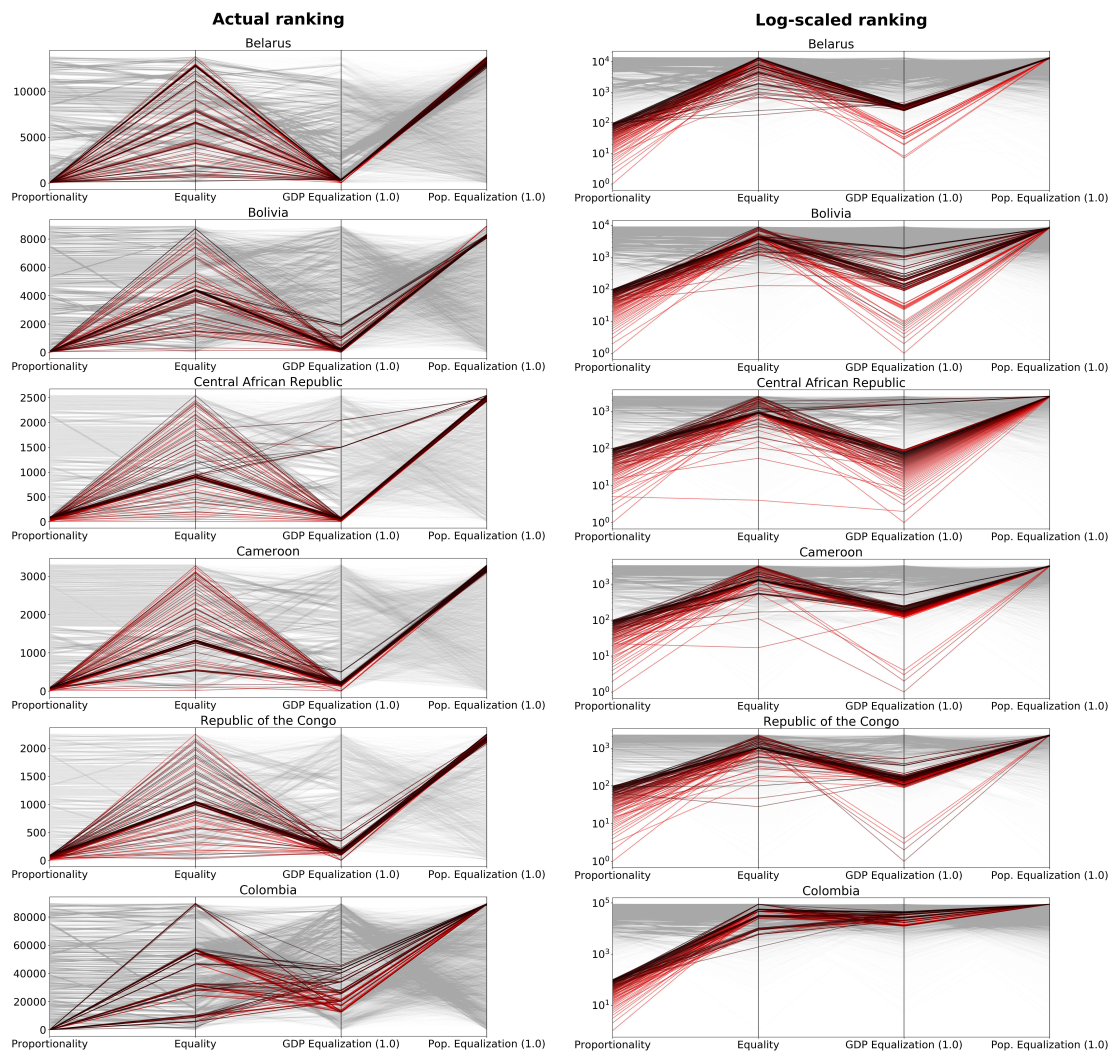 Actual ranking
Log-scaled ranking
Belarus
10000
5000
0
Proportionality Equality GDP Equalization (1.0) Pop. Equalization (1.0)
Belarus
10^4
10^3
10^2
10^1
10^0
Proportionality Equality GDP Equalization (1.0) Pop. Equalization (1.0)
Bolivia
8000
6000
4000
2000
0
Proportionality Equality GDP Equalization (1.0) Pop. Equalization (1.0)
Bolivia
10^4
10^3
10^2
10^1
10^0
Proportionality Equality GDP Equalization (1.0) Pop. Equalization (1.0)
Central African Republic
2500
2000
1500
1000
500
0
Proportionality Equality GDP Equalization (1.0) Pop. Equalization (1.0)
Central African Republic
10^3
10^2
10^1
10^0
Proportionality Equality GDP Equalization (1.0) Pop. Equalization (1.0)
Cameroon
3000
2000
1000
0
Proportionality Equality GDP Equalization (1.0) Pop. Equalization (1.0)
Cameroon
10^3
10^2
10^1
10^0
Proportionality Equality GDP Equalization (1.0) Pop. Equalization (1.0)
Republic of the Congo
2000
1500
1000
500
0
Proportionality Equality GDP Equalization (1.0) Pop. Equalization (1.0)
Republic of the Congo
10^3
10^2
10^1
10^0
Proportionality Equality GDP Equalization (1.0) Pop. Equalization (1.0)
Colombia
80000
60000
40000
20000
0
Proportionality Equality GDP Equalization (1.0) Pop. Equalization (1.0)
Colombia
10^5
10^3
10^1
Proportionality Equality GDP Equalization (1.0) Pop. Equalization (1.0)